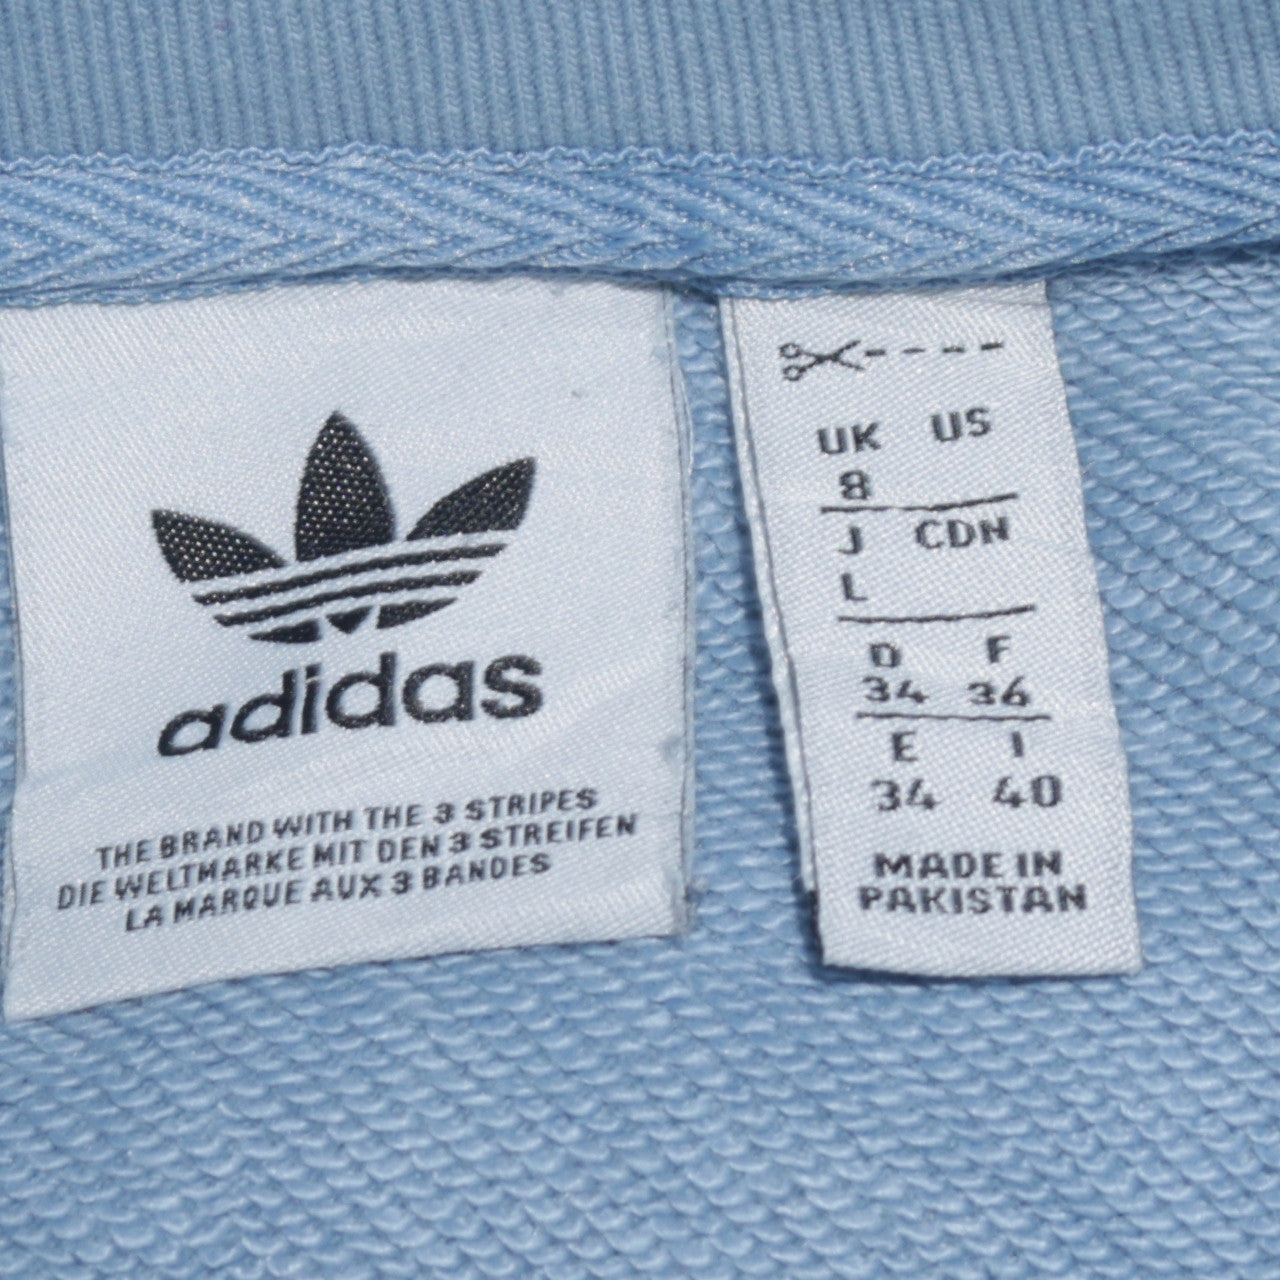 adidas
THE BRAND WITH THE 3 STRIPES
DIE WELTMARKE MIT DEN 3 STREIFEN
LA MARQUE AUX 3 BANDES
UK US
8
J CDN
L
D F
34 36
E I
34 40
MADE IN
PAKISTAN